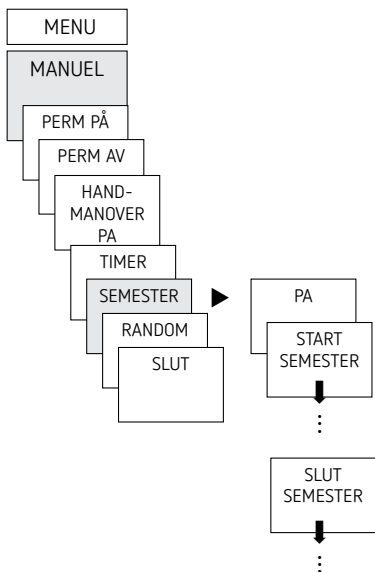 MENU
MANUEL
PERM PÅ
PERM AV
HAND-
MANOVER
PA
TIMER
SEMESTER
RANDOM
SLUT
PA
START
SEMESTER
SLUT
SEMESTER